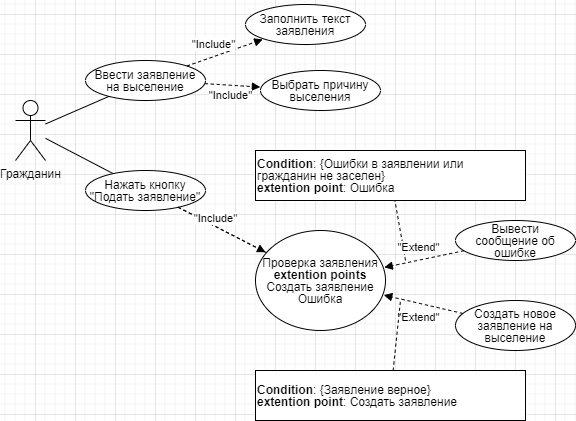 Заполнить текст
заявления
"Include"
Ввести заявление
на выселение
"Include"
Выбрать причину
выселения
Гражданин
Нажать кнопку
"Подать заявление"
"Include"
Condition: {Ошибки в заявлении или
гражданин не заселен}
extention point: Ошибка
Вывести
сообщение об
ошибке
"Extend"
Проверка заявления
extention points
Создать заявление
Ошибка
"Extend"
Создать новое
заявление на
выселение
Condition: {Заявление верное}
extention point: Создать заявление